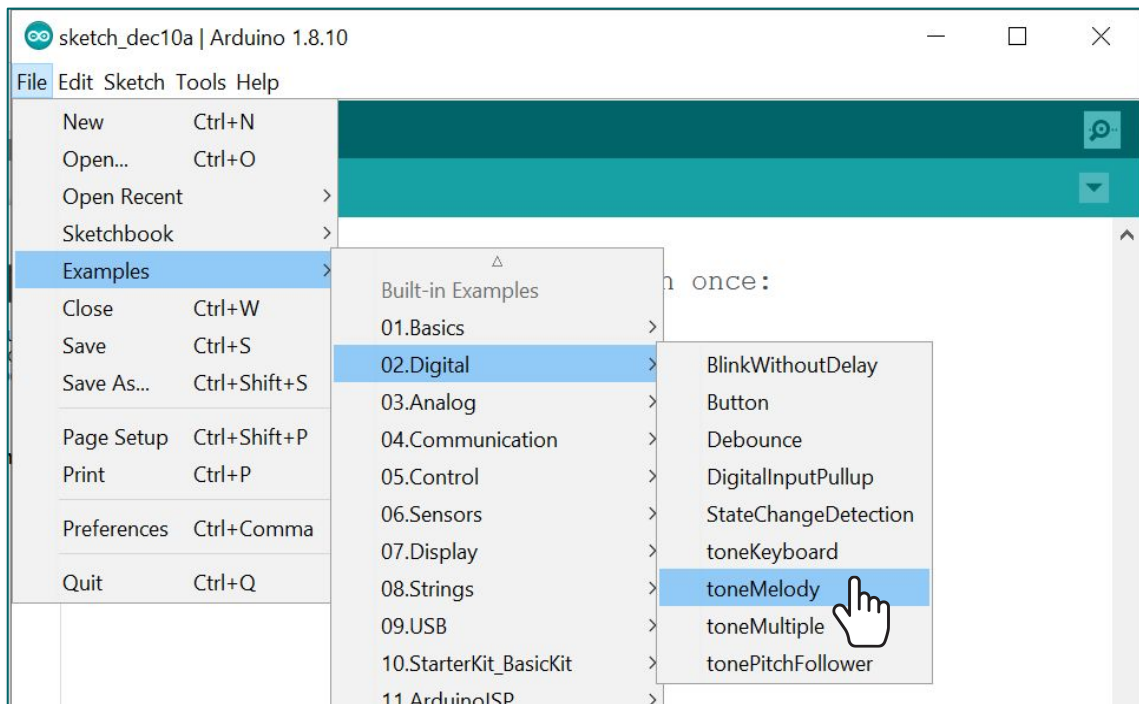 sketch_dec10a | Arduino 1.8.10
File Edit Sketch Tools Help
New Ctrl+N
Open... Ctrl+O
Open Recent
Sketchbook
Examples
Close Ctrl+W
Save Ctrl+S
Save As... Ctrl+Shift+S
Page Setup Ctrl+Shift+P
Print Ctrl+P
Preferences Ctrl+Comma
Quit Ctrl+Q
Built-in Examples
01.Basics
02.Digital
03.Analog
04.Communication
05.Control
06.Sensors
07.Display
08.Strings
09.USB
10.StarterKit_BasicKit
11.ArduinoISP
once:
BlinkWithoutDelay
Button
Debounce
DigitalInputPullup
StateChangeDetection
toneKeyboard
toneMelody
toneMultiple
tonePitchFollower